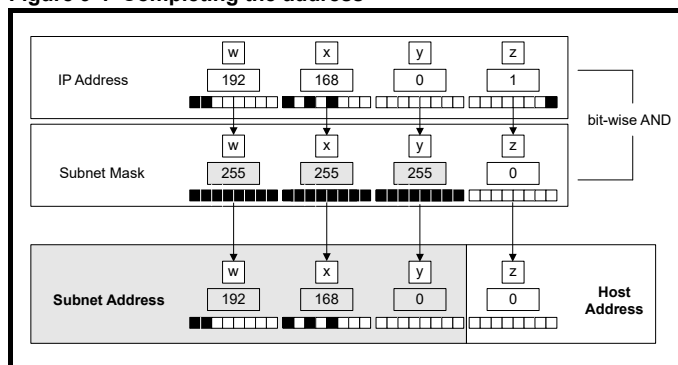 Figure 6-1 Completing the address
w x y z
IP Address 192 168 0 1
bit-wise AND
w x y z
Subnet Mask 255 255 255 0
w x y z
Subnet Address 192 168 0 0 Host Address